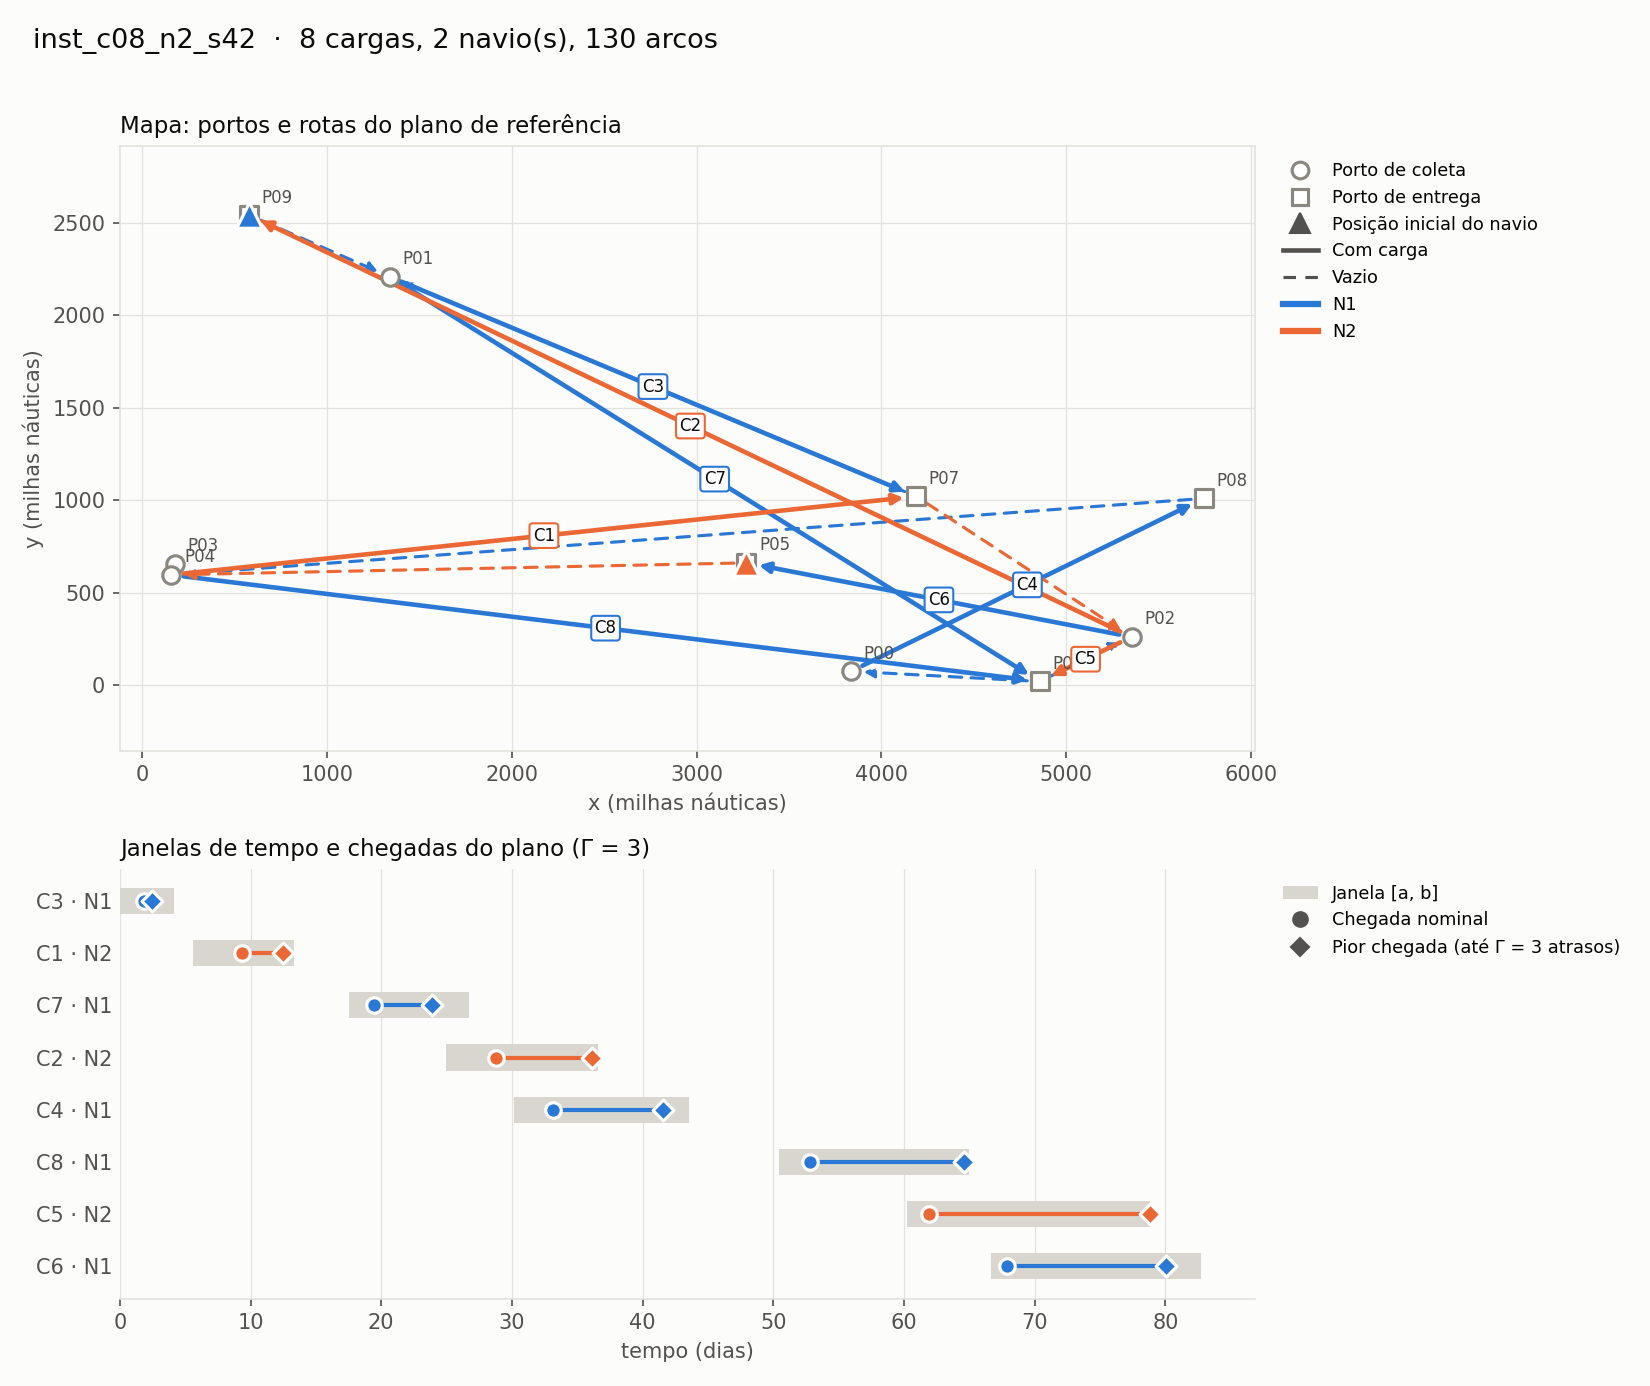 inst_c08_n2_s42 · 8 cargas, 2 navio(s), 130 arcos
Mapa: portos e rotas do plano de referência
y (milhas náuticas)
2500
2000
1500
1000
500
0
P09
P01
C3
C2
C7
P07
P08
C1
P03
P04
P05
C4
C6
C8
P02
P00
C5
0
1000
2000
3000
4000
5000
6000
x (milhas náuticas)
Porto de coleta
Porto de entrega
Posição inicial do navio
Com carga
Vazio
N1
N2
Janelas de tempo e chegadas do plano (Γ = 3)
C3 · N1
C1 · N2
C7 · N1
C2 · N2
C4 · N1
C8 · N1
C5 · N2
C6 · N1
0
10
20
30
40
50
60
70
80
tempo (dias)
Janela [a, b]
Chegada nominal
Pior chegada (até Γ = 3 atrasos)